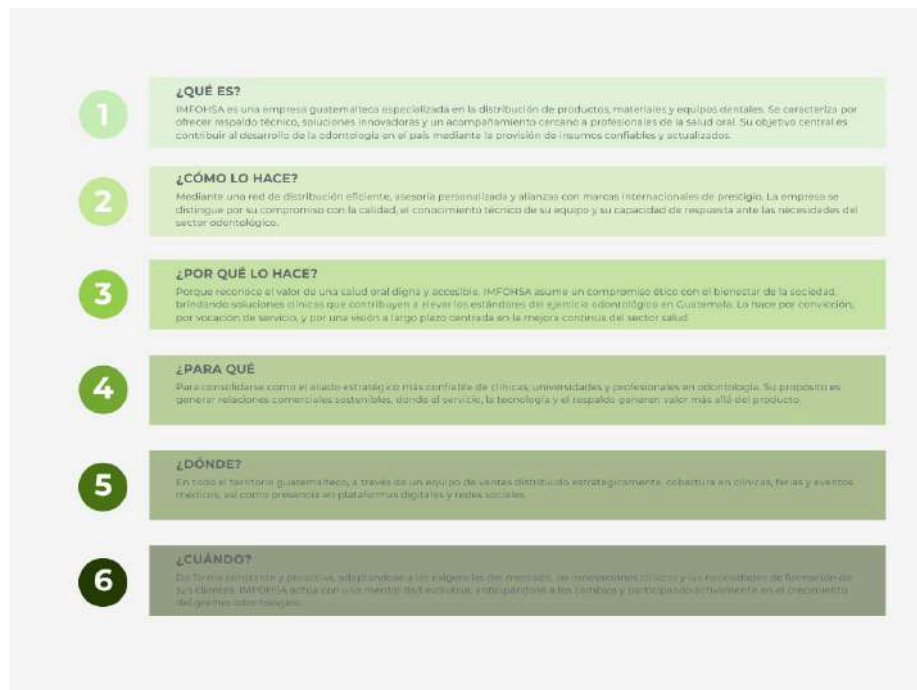 1
¿QUÉ ES?
IMFOHSA es una empresa guatemalteca especializada en la distribución de productos, materiales y equipos dentales. Se caracteriza por
ofrecer respaldo técnico, soluciones innovadoras y un acompañamiento cercano a profesionales de la salud oral. Su objetivo central es
contribuir al desarrollo de la odontología en el país mediante la provisión de insumos confiables y actualizados.
2
¿CÓMO LO HACE?
Mediante una red de distribución eficiente, asesoría personalizada y alianzas con marcas internacionales de prestigio. La empresa se
distingue por su compromiso con la calidad, el conocimiento técnico de su equipo y su capacidad de respuesta ante las necesidades del
sector odontológico.
3
¿POR QUÉ LO HACE?
Porque reconoce el valor de una salud oral digna y accesible. IMFOHSA asume un compromiso ético con el bienestar de la sociedad,
brindando soluciones clínicas que contribuyen a elevar los estándares del ejercicio odontológico en Guatemala. Lo hace por convicción,
por vocación de servicio, y por una visión a largo plazo centrada en la mejora continua del sector salud.
4
¿PARA QUÉ
Para consolidarse como el aliado estratégico más confiable de clínicas, universidades y profesionales en odontología. Su propósito es
generar relaciones comerciales sostenibles, donde el servicio, la tecnología y el respaldo generen valor más allá del producto.
5
¿DÓNDE?
En todo el territorio guatemalteco, a través de un equipo de ventas distribuido estratégicamente, cobertura en clínicas, ferias y eventos
médicos, así como presencia en plataformas digitales y redes sociales.
6
¿CUÁNDO?
De forma constante y proactiva, adaptándose a las exigencias del mercado, las innovaciones clínicas y las necesidades de formación de
sus clientes. IMFOHSA actúa con una mentalidad evolutiva, anticipándose a los cambios y participando activamente en el crecimiento
del gremio odontológico.